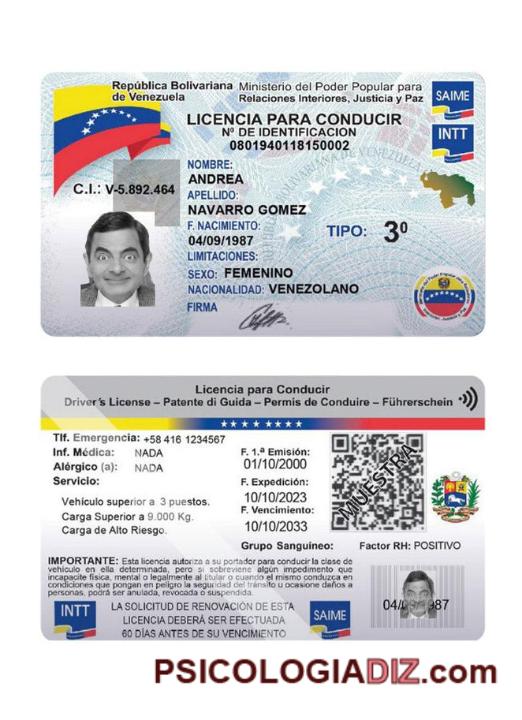 República Bolivariana
de Venezuela
Ministerio del Poder Popular para
Relaciones Interiores, Justicia y Paz
SAIME
LICENCIA PARA CONDUCIR
Nº DE IDENTIFICACION
0801940118150002
INTT
C.I.: V-5.892.464
NOMBRE:
ANDREA
APELLIDO:
NAVARRO GOMEZ
F. NACIMIENTO:
04/09/1987
TIPO: 3º
LIMITACIONES:
SEXO: FEMENINO
NACIONALIDAD: VENEZOLANO
FIRMA
Licencia para Conducir
Driver's License – Patente di Guida – Permis de Conduire – Führerschein
Tlf. Emergencia: +58 416 1234567
Inf. Médica: NADA
Alérgico (a): NADA
Servicio:
Vehículo superior a 3 puestos.
Carga Superior a 9.000 Kg.
Carga de Alto Riesgo.
F. 1.ª Emisión:
01/10/2000
F. Expedición:
10/10/2023
F. Vencimiento:
10/10/2033
MUESTRA
Grupo Sanguineo: Factor RH: POSITIVO
IMPORTANTE: Esta licencia autoriza a su portador para conducir la clase de
vehículo en ella determinada, pero si sobreviene algún impedimento que
incapacite física, mental o legalmente al titular o cuando el mismo conduzca en
condiciones que pongan en peligro la seguridad del tránsito u ocasione daños a
personas, podrá ser anulada, revocada o suspendida.
INTT
LA SOLICITUD DE RENOVACIÓN DE ESTA
LICENCIA DEBERÁ SER EFECTUADA
60 DÍAS ANTES DE SU VENCIMIENTO
SAIME
04/ 987
PSICOLOGIADIZ.com